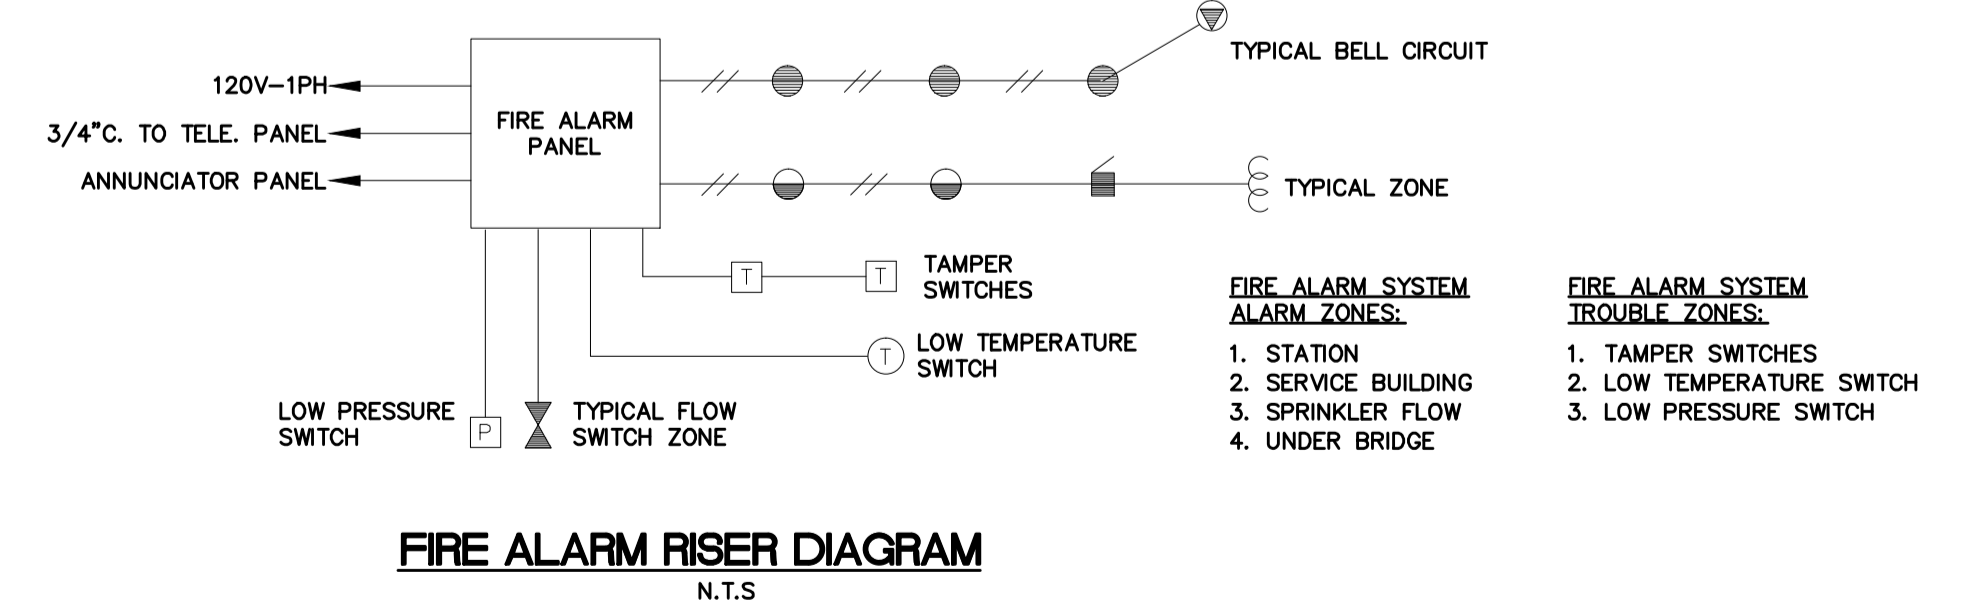 TYPICAL BELL CIRCUIT
120V-1PH
3/4"C. TO TELE. PANEL
ANNUNCIATOR PANEL
FIRE ALARM
PANEL
TYPICAL ZONE
T
T
TAMPER
SWITCHES
T
LOW TEMPERATURE
SWITCH
LOW PRESSURE
SWITCH
P
TYPICAL FLOW
SWITCH ZONE
FIRE ALARM SYSTEM
ALARM ZONES:
1. STATION
2. SERVICE BUILDING
3. SPRINKLER FLOW
4. UNDER BRIDGE
FIRE ALARM SYSTEM
TROUBLE ZONES:
1. TAMPER SWITCHES
2. LOW TEMPERATURE SWITCH
3. LOW PRESSURE SWITCH
FIRE ALARM RISER DIAGRAM
N.T.S